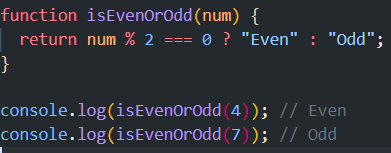 function isEvenOrOdd(num) {
  return num % 2 === 0 ? "Even" : "Odd";
}

console.log(isEvenOrOdd(4)); // Even
console.log(isEvenOrOdd(7)); // Odd